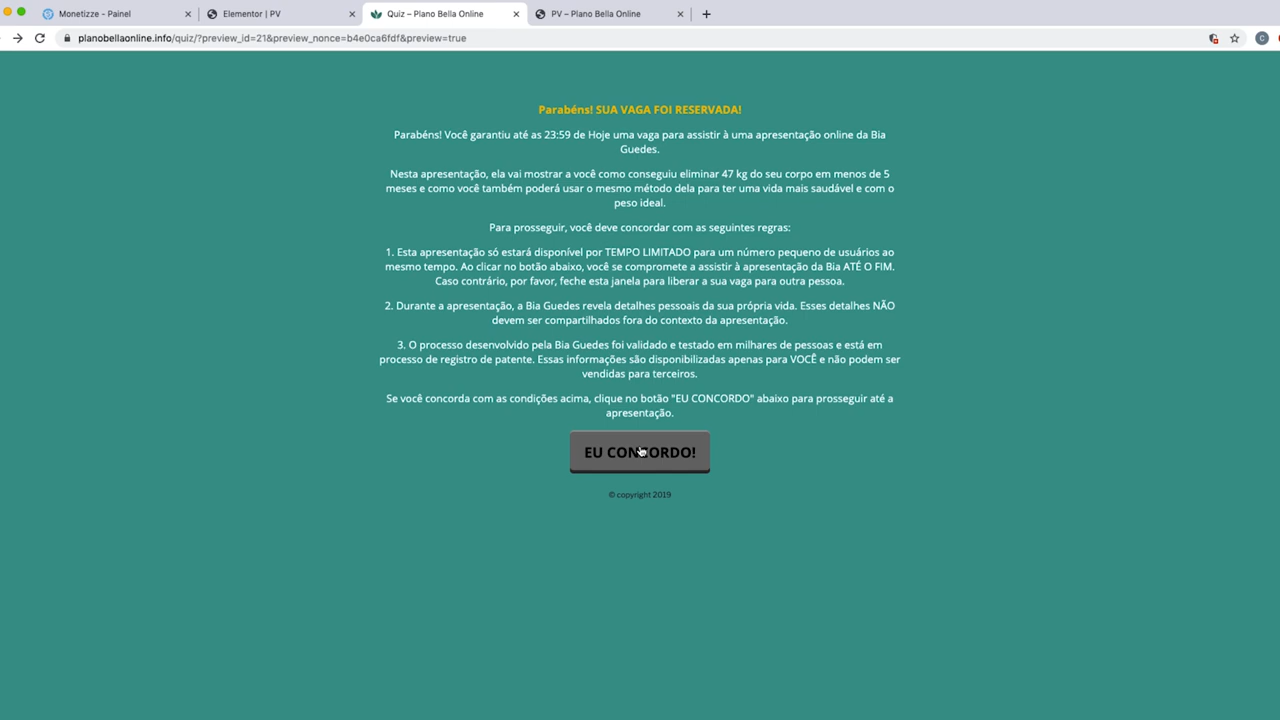 Monetizze - Painel
Elementor | PV
Quiz – Plano Bella Online
PV – Plano Bella Online
planobellaonline.info/quiz/?preview_id=21&preview_nonce=b4e0ca6fdf&preview=true
C
Parabéns! SUA VAGA FOI RESERVADA!
Parabéns! Você garantiu até as 23:59 de Hoje uma vaga para assistir à uma apresentação online da Bia
Guedes.
Nesta apresentação, ela vai mostrar a você como conseguiu eliminar 47 kg do seu corpo em menos de 5
meses e como você também poderá usar o mesmo método dela para ter uma vida mais saudável e com o
peso ideal.
Para prosseguir, você deve concordar com as seguintes regras:
1. Esta apresentação só estará disponível por TEMPO LIMITADO para um número pequeno de usuários ao
mesmo tempo. Ao clicar no botão abaixo, você se compromete a assistir à apresentação da Bia ATÉ O FIM.
Caso contrário, por favor, feche esta janela para liberar a sua vaga para outra pessoa.
2. Durante a apresentação, a Bia Guedes revela detalhes pessoais da sua própria vida. Esses detalhes NÃO
devem ser compartilhados fora do contexto da apresentação.
3. O processo desenvolvido pela Bia Guedes foi validado e testado em milhares de pessoas e está em
processo de registro de patente. Essas informações são disponibilizadas apenas para VOCÊ e não podem ser
vendidas para terceiros.
Se você concorda com as condições acima, clique no botão "EU CONCORDO" abaixo para prosseguir até a
apresentação.
EU CONCORDO!
© copyright 2019